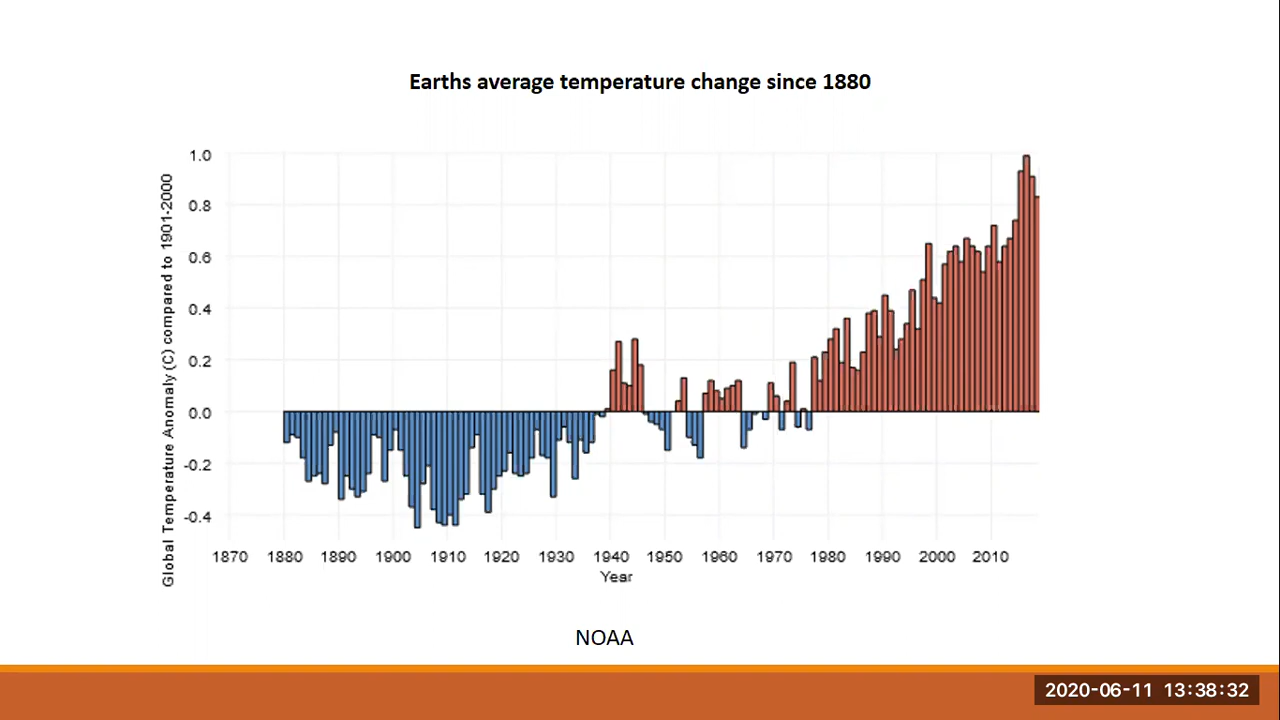 Earths average temperature change since 1880
Global Temperature Anomaly (C) compared to 1901-2000
1.0
0.8
0.6
0.4
0.2
0.0
-0.2
-0.4
1870 1880 1890 1900 1910 1920 1930 1940 1950 1960 1970 1980 1990 2000 2010
Year
NOAA
2020-06-11 13:38:32